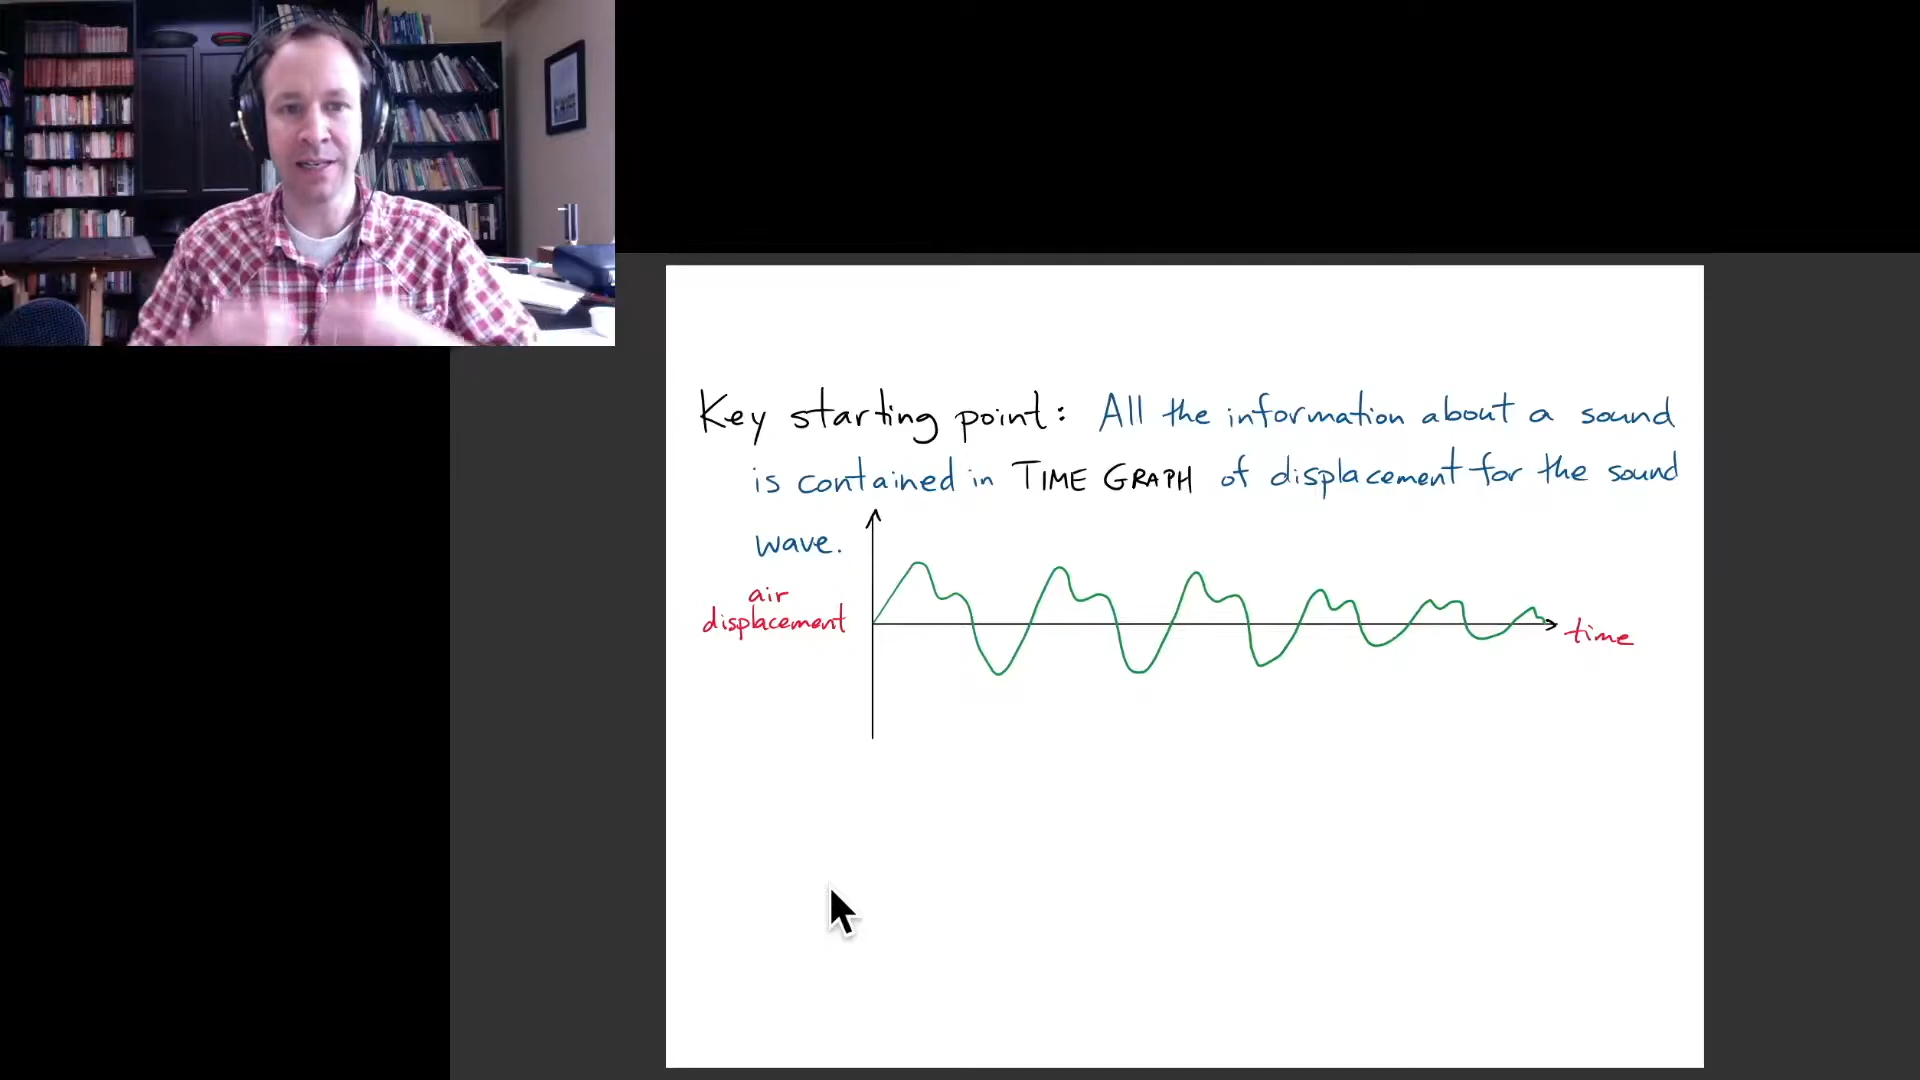 Key starting point: All the information about a sound
is contained in TIME GRAPH of displacement for the sound
wave.
air
displacement
time